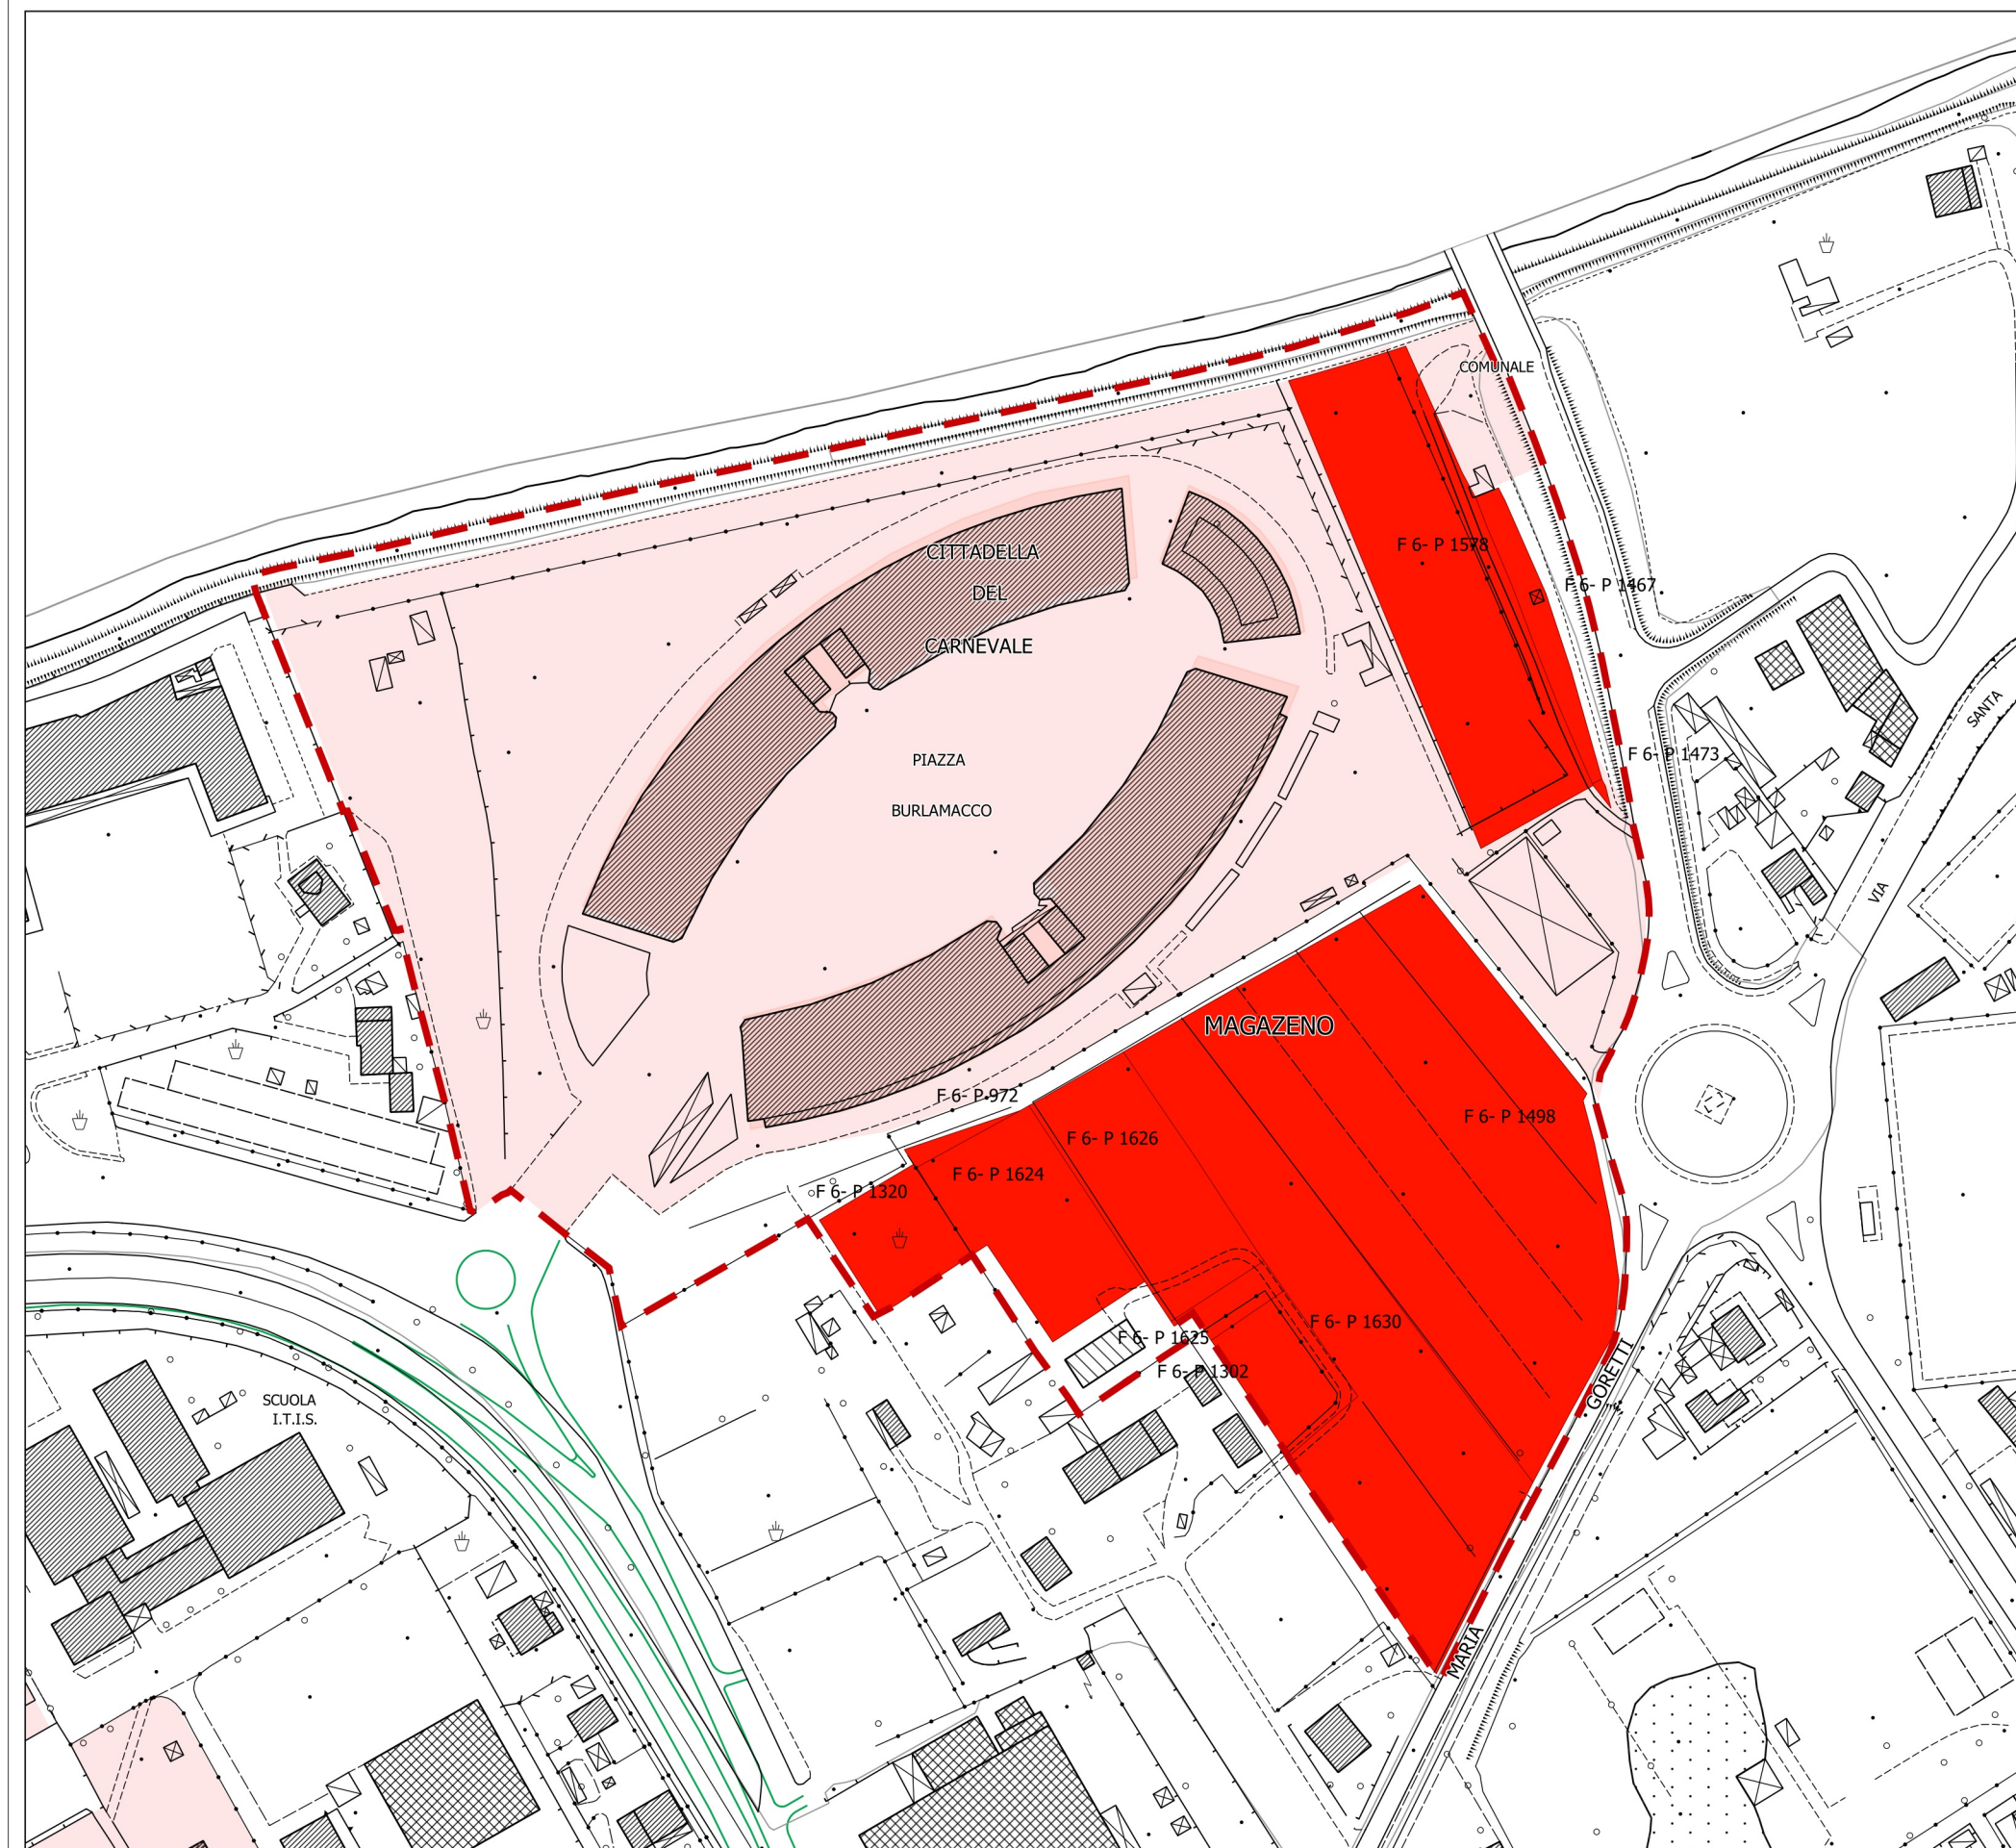 COMUNALE
F 6- P 1578
CITTADELLA
DEL
CARNEVALE
F 6- P 1467
SANTA
F 6- P 1473
PIAZZA
BURLAMACCO
VIA
MAGAZENO
F 6- P 972
F 6- P 1498
F 6- P 1626
F 6- P 1624
F 6- P 1320
F 6- P 1630
F 6- P 1625
F 6- P 1302
GORETTI
SCUOLA
I.T.I.S.
MARIA